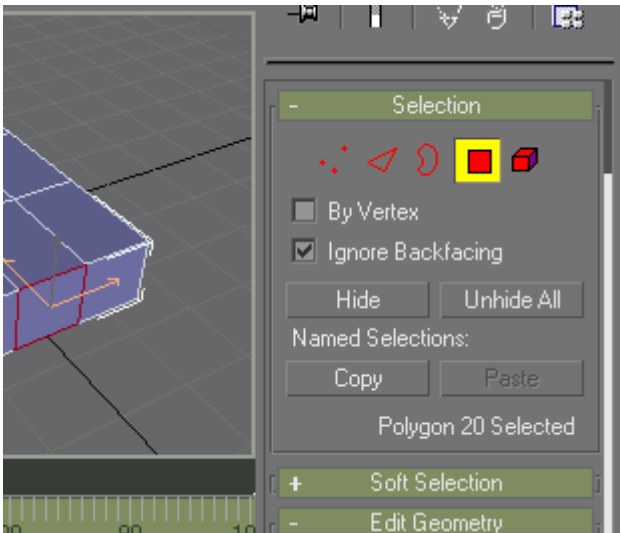 - Selection
By Vertex
Ignore Backfacing
Hide Unhide All
Named Selections:
Copy Paste
Polygon 20 Selected
+ Soft Selection
- Edit Geometry